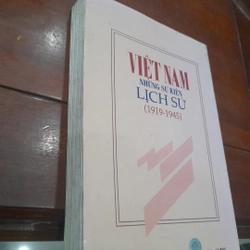 VIỆT NAM
NHỮNG SỰ KIỆN
LỊCH SỬ
(1919-1945)